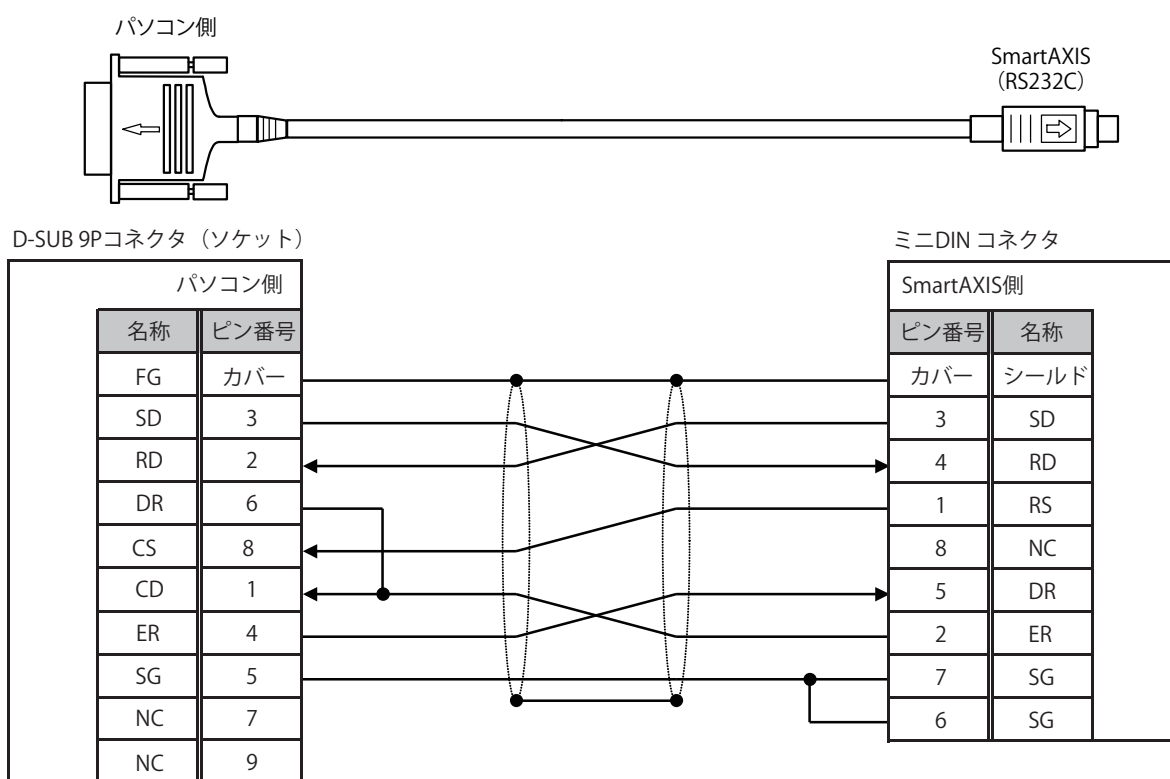 パソコン側
SmartAXIS
（RS232C）
D-SUB 9Pコネクタ（ソケット）
パソコン側
名称 ピン番号
FG カバー
SD 3
RD 2
DR 6
CS 8
CD 1
ER 4
SG 5
NC 7
NC 9
ミニDIN コネクタ
SmartAXIS側
ピン番号 名称
カバー シールド
3 SD
4 RD
1 RS
8 NC
5 DR
2 ER
7 SG
6 SG